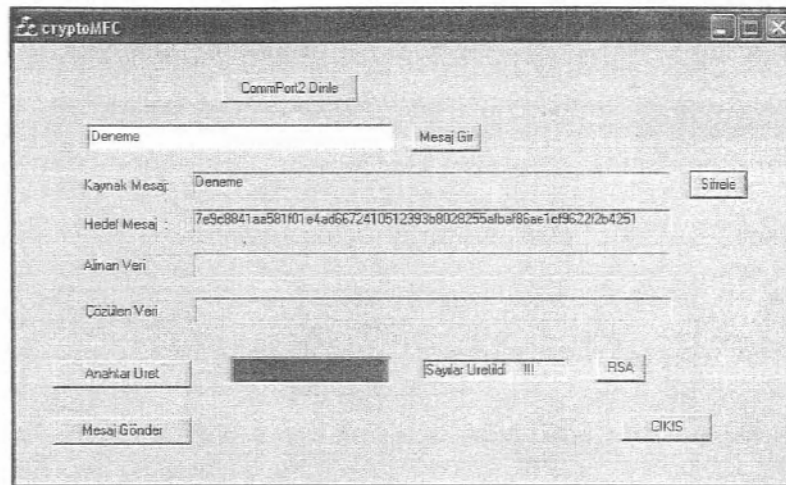 cryptoMFC
CommPort2 Dinle
Deneme
Mesaj Gir
Kaynak Mesaj:
Deneme
Sifrele
Hedef Mesaj :
7e9c8841aa581f01e4ad6672410512393b8028255afbaf86ae1cf9622f2b4251
Alınan Veri
Çözülen Veri
Anahtar Uret
Sayılar Uretildi !!!
RSA
Mesaj Gönder
CIKIS